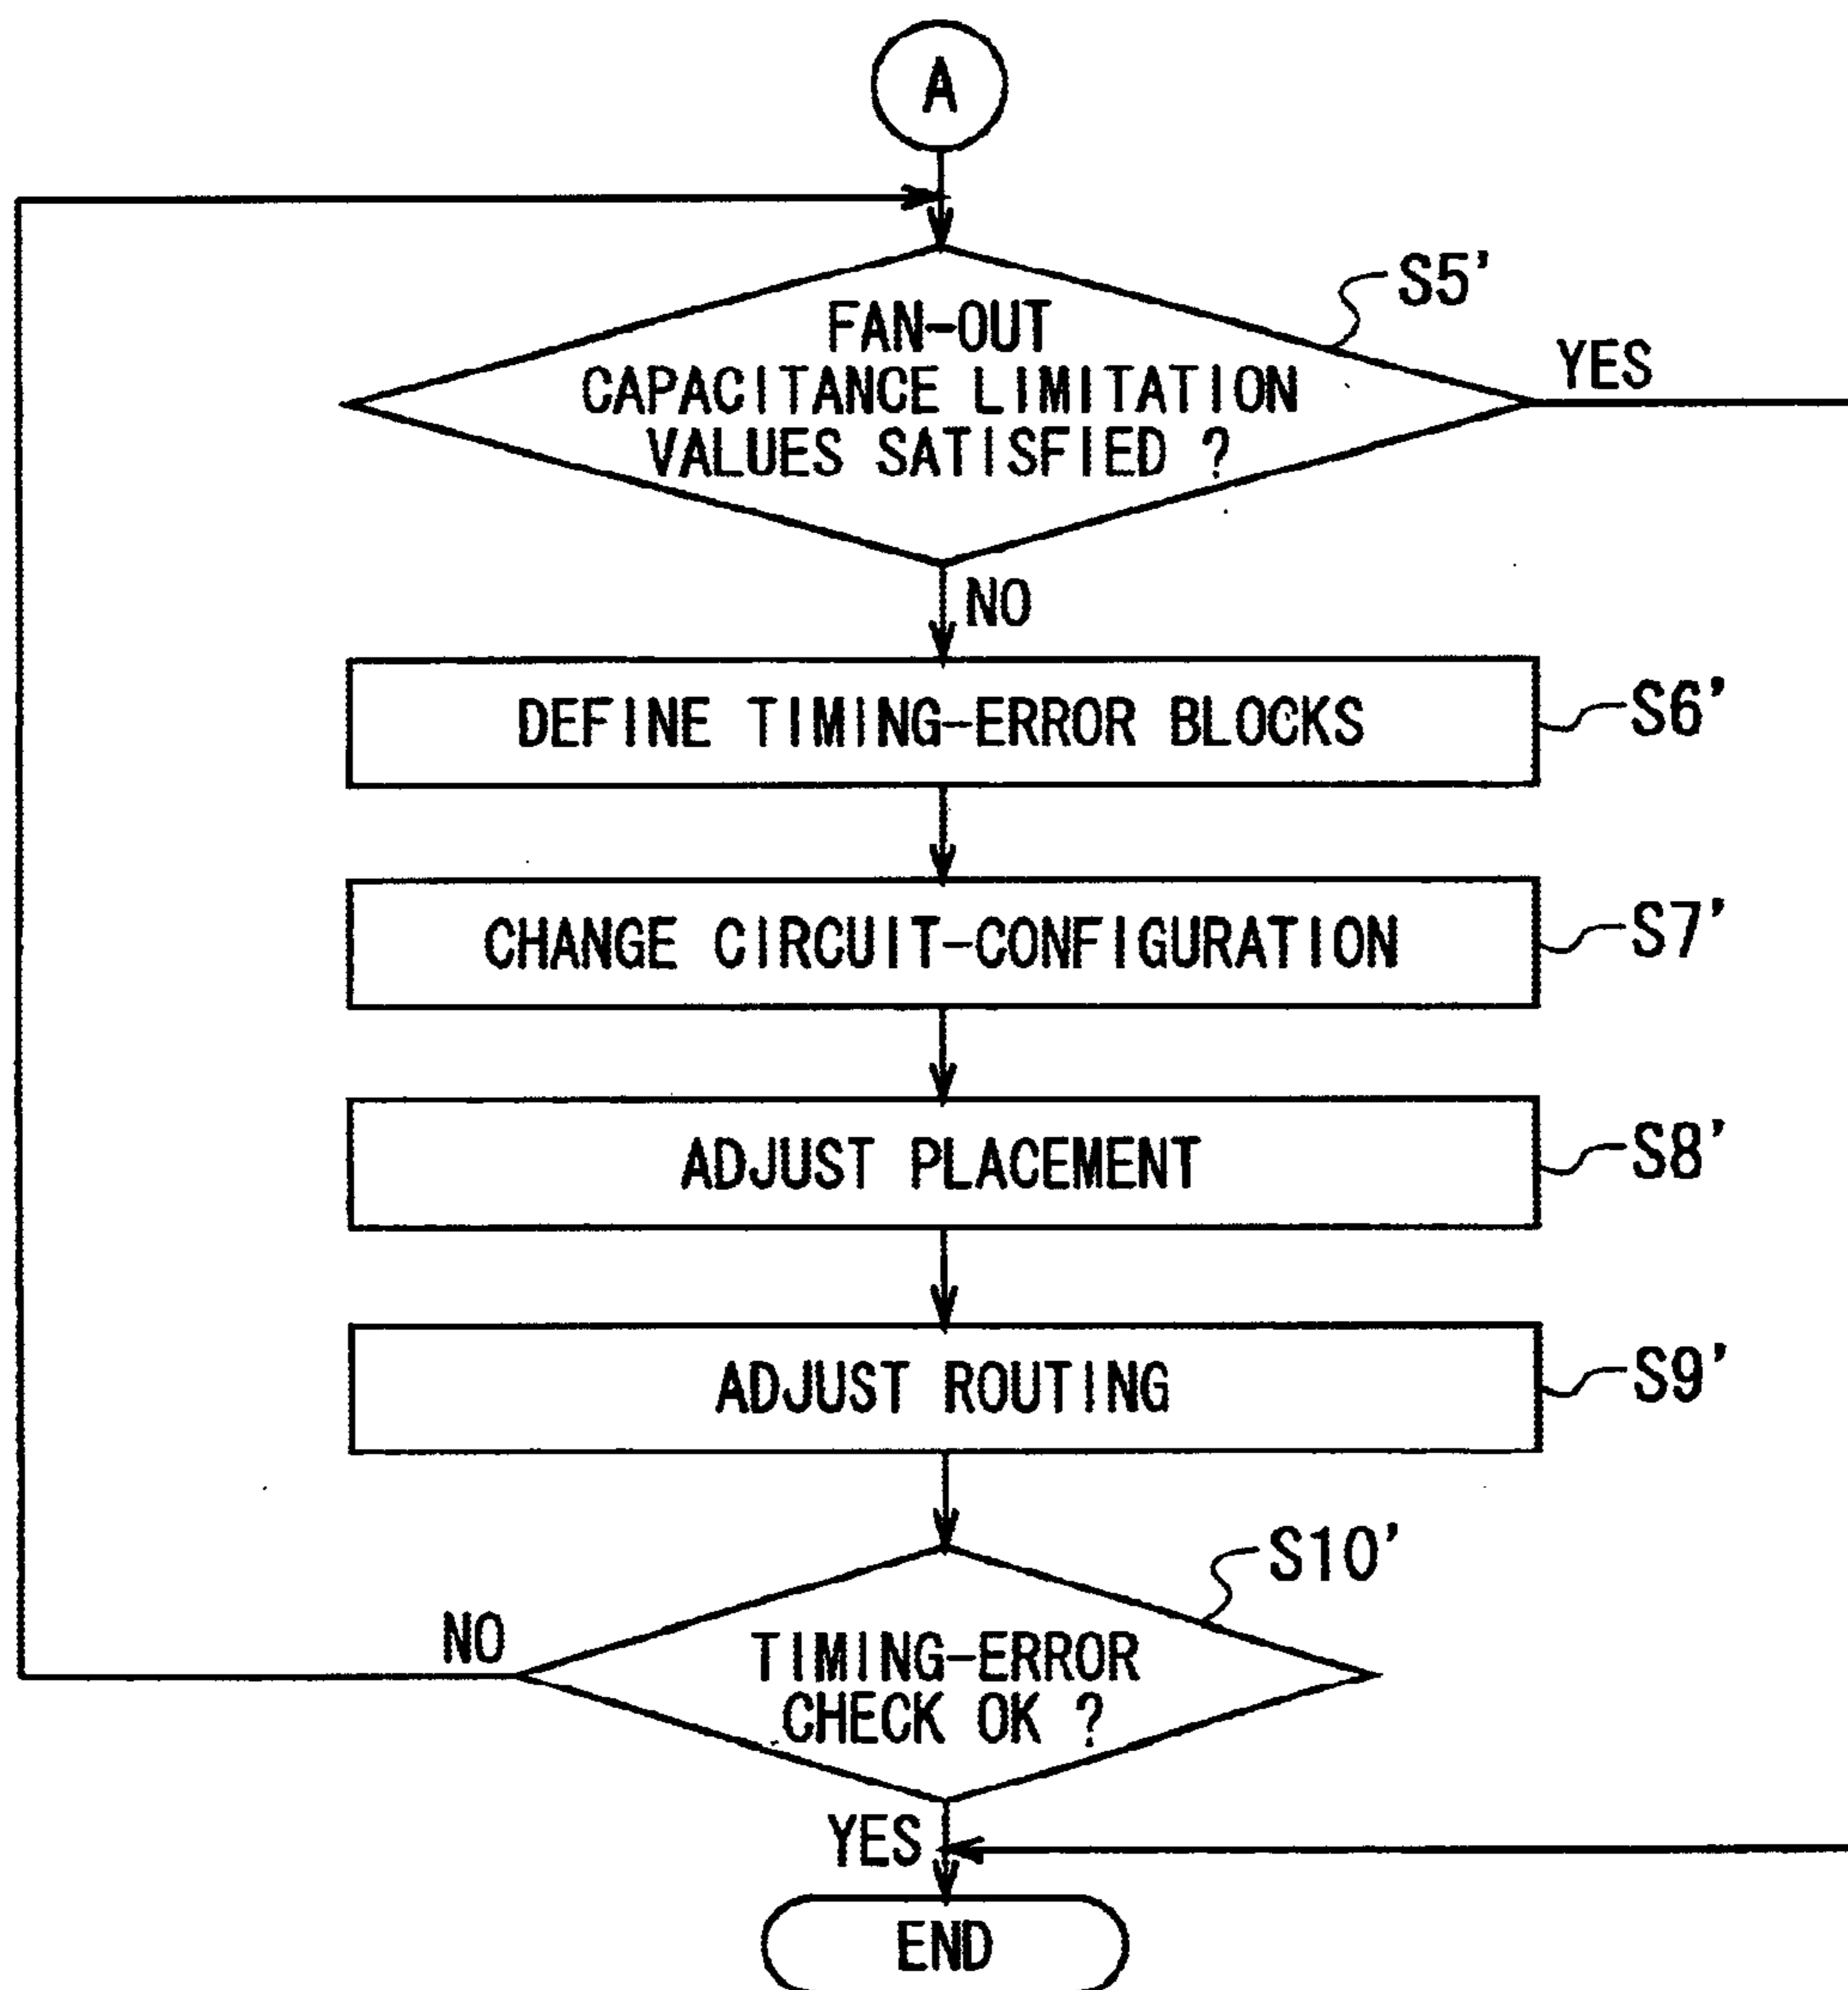 A
S5'
FAN-OUT
CAPACITANCE LIMITATION
VALUES SATISFIED ?
YES
NO
DEFINE TIMING-ERROR BLOCKS
S6'
CHANGE CIRCUIT-CONFIGURATION
S7'
ADJUST PLACEMENT
S8'
ADJUST ROUTING
S9'
S10'
NO
TIMING-ERROR
CHECK OK ?
YES
END